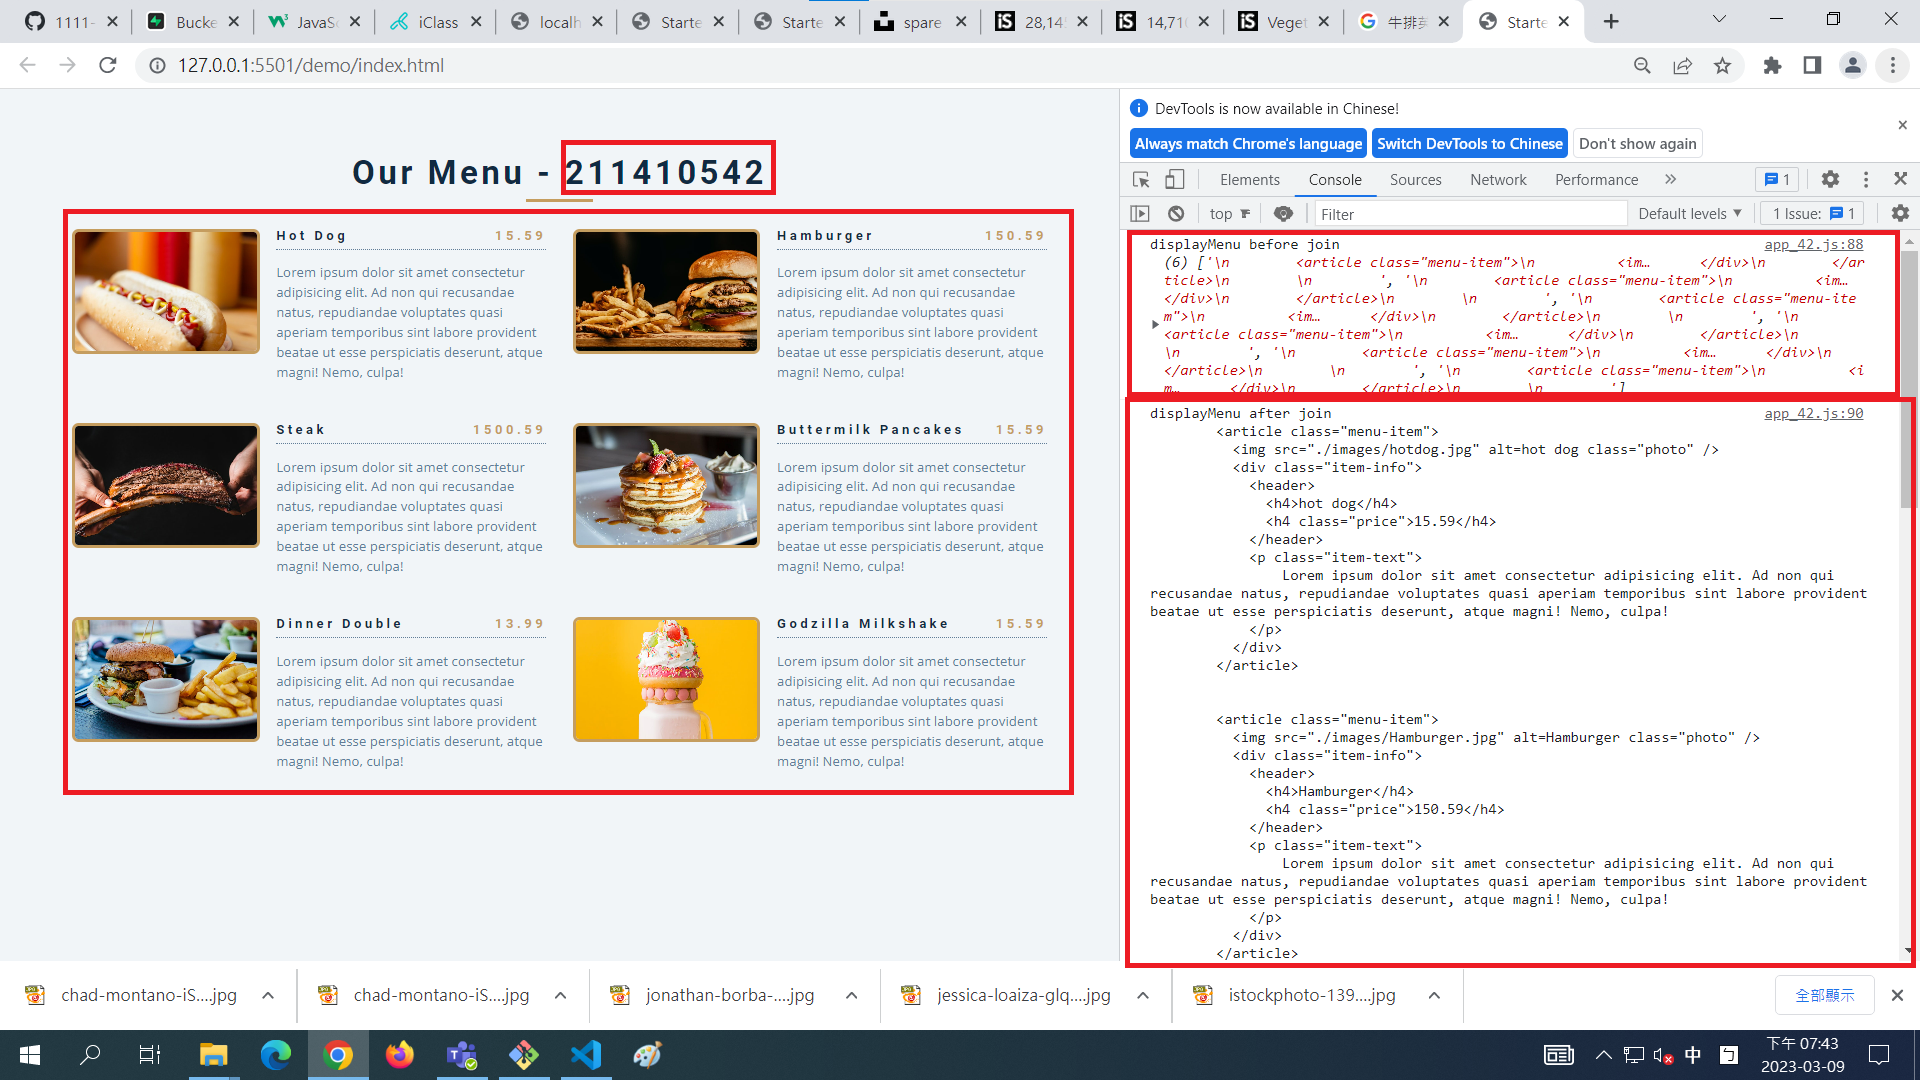 1111-
Bucke
JavaSc
iClass
localh
Starte
Starte
spare
28,14
14,710
Veget
牛排英
Starte
127.0.0.1:5501/demo/index.html
Our Menu - 211410542
Hot Dog 15.59
Lorem ipsum dolor sit amet consectetur
adipisicing elit. Ad non qui recusandae
natus, repudiandae voluptates quasi
aperiam temporibus sint labore provident
beatae ut esse perspiciatis deserunt, atque
magni! Nemo, culpa!
Hamburger 150.59
Lorem ipsum dolor sit amet consectetur
adipisicing elit. Ad non qui recusandae
natus, repudiandae voluptates quasi
aperiam temporibus sint labore provident
beatae ut esse perspiciatis deserunt, atque
magni! Nemo, culpa!
Steak 1500.59
Lorem ipsum dolor sit amet consectetur
adipisicing elit. Ad non qui recusandae
natus, repudiandae voluptates quasi
aperiam temporibus sint labore provident
beatae ut esse perspiciatis deserunt, atque
magni! Nemo, culpa!
Buttermilk Pancakes 15.59
Lorem ipsum dolor sit amet consectetur
adipisicing elit. Ad non qui recusandae
natus, repudiandae voluptates quasi
aperiam temporibus sint labore provident
beatae ut esse perspiciatis deserunt, atque
magni! Nemo, culpa!
Dinner Double 13.99
Lorem ipsum dolor sit amet consectetur
adipisicing elit. Ad non qui recusandae
natus, repudiandae voluptates quasi
aperiam temporibus sint labore provident
beatae ut esse perspiciatis deserunt, atque
magni! Nemo, culpa!
Godzilla Milkshake 15.59
Lorem ipsum dolor sit amet consectetur
adipisicing elit. Ad non qui recusandae
natus, repudiandae voluptates quasi
aperiam temporibus sint labore provident
beatae ut esse perspiciatis deserunt, atque
magni! Nemo, culpa!
DevTools is now available in Chinese!
Always match Chrome's language Switch DevTools to Chinese Don't show again
Elements Console Sources Network Performance 1
top Filter Default levels 1 Issue: 1
displayMenu before join app_42.js:88
(6) ['\n <article class="menu-item">\n <im… </div>\n </ar
ticle>\n \n ', '\n <article class="menu-item">\n <im…
</div>\n </article>\n \n ', '\n <article class="menu-ite
m">\n <im… </div>\n </article>\n \n ', '\n
<article class="menu-item">\n <im… </div>\n </article>\n
\n ', '\n <article class="menu-item">\n <im… </div>\n
</article>\n \n ', '\n <article class="menu-item">\n <i
m… </div>\n </article>\n \n ']
displayMenu after join app_42.js:90
<article class="menu-item">
<img src="./images/hotdog.jpg" alt=hot dog class="photo" />
<div class="item-info">
<header>
<h4>hot dog</h4>
<h4 class="price">15.59</h4>
</header>
<p class="item-text">
Lorem ipsum dolor sit amet consectetur adipisicing elit. Ad non qui
recusandae natus, repudiandae voluptates quasi aperiam temporibus sint labore provident
beatae ut esse perspiciatis deserunt, atque magni! Nemo, culpa!
</p>
</div>
</article>
<article class="menu-item">
<img src="./images/Hamburger.jpg" alt=Hamburger class="photo" />
<div class="item-info">
<header>
<h4>Hamburger</h4>
<h4 class="price">150.59</h4>
</header>
<p class="item-text">
Lorem ipsum dolor sit amet consectetur adipisicing elit. Ad non qui
recusandae natus, repudiandae voluptates quasi aperiam temporibus sint labore provident
beatae ut esse perspiciatis deserunt, atque magni! Nemo, culpa!
</p>
</div>
</article>
chad-montano-iS....jpg
chad-montano-iS....jpg
jonathan-borba-....jpg
jessica-loaiza-glq....jpg
istockphoto-139....jpg
全部顯示
中
ㄅ
下午 07:43
2023-03-09